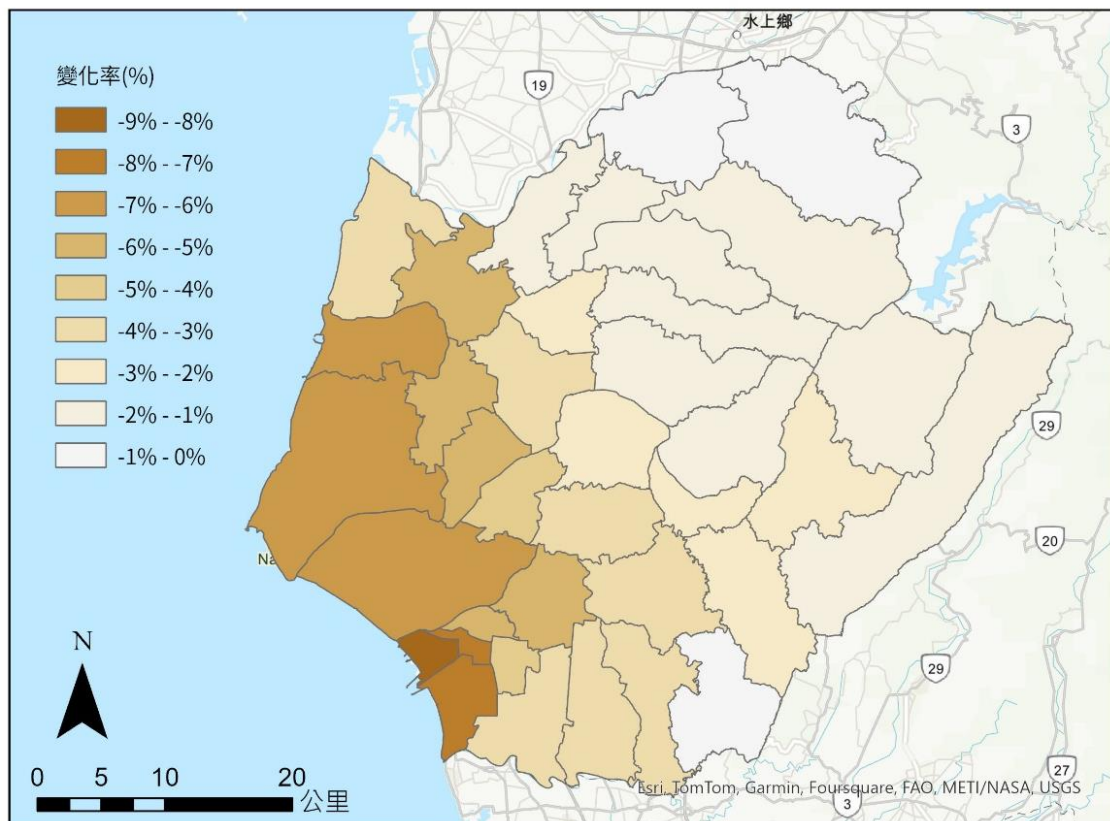 水上鄉
19
3
變化率(%)
-9% - -8%
-8% - -7%
-7% - -6%
-6% - -5%
-5% - -4%
-4% - -3%
-3% - -2%
-2% - -1%
-1% - 0%
29
20
Na
N
29
27
3
0 5 10 20 公里
Esri, TomTom, Garmin, Foursquare, FAO, METI/NASA, USGS